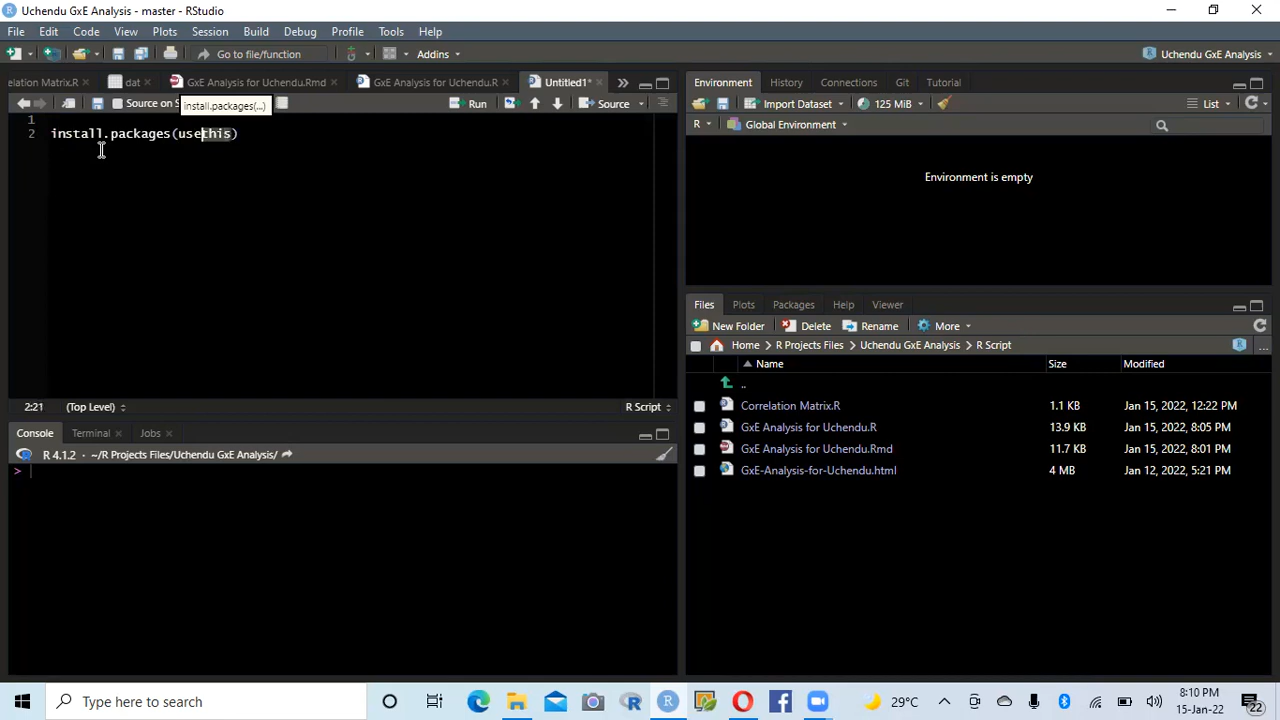 Uchendu GxE Analysis - master - RStudio
File Edit Code View Plots Session Build Debug Profile Tools Help
Go to file/function Addins Uchendu GxE Analysis
elation Matrix.R dat GxE Analysis for Uchendu.Rmd GxE Analysis for Uchendu.R Untitled1*
Source on S Run Source
install.packages(...)
1
2 install.packages(usethis)
2:21 (Top Level) R Script
Console Terminal Jobs
R 4.1.2 · ~/R Projects Files/Uchendu GxE Analysis/
>
Environment History Connections Git Tutorial
Import Dataset 125 MiB List
R Global Environment
Environment is empty
Files Plots Packages Help Viewer
New Folder Delete Rename More
Home R Projects Files Uchendu GxE Analysis R Script
Name Size Modified
..
Correlation Matrix.R 1.1 KB Jan 15, 2022, 12:22 PM
GxE Analysis for Uchendu.R 13.9 KB Jan 15, 2022, 8:05 PM
GxE Analysis for Uchendu.Rmd 11.7 KB Jan 15, 2022, 8:01 PM
GxE-Analysis-for-Uchendu.html 4 MB Jan 12, 2022, 5:21 PM
Type here to search
29°C
8:10 PM
15-Jan-22
22